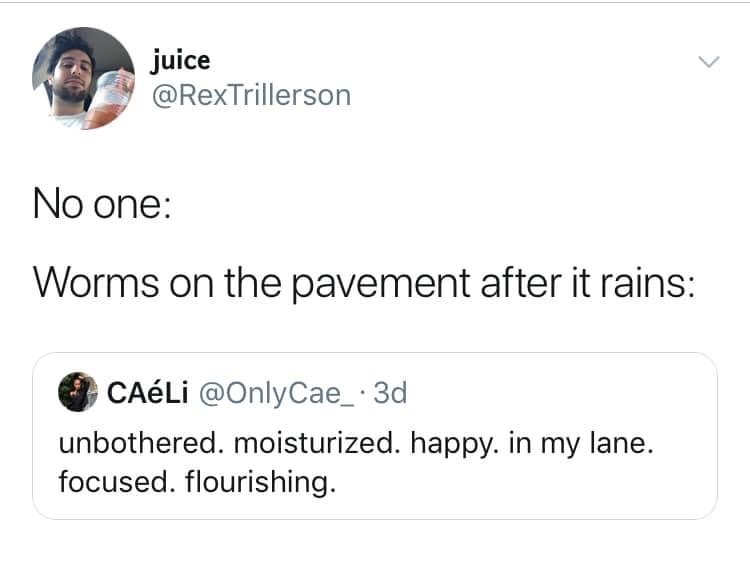 juice
@RexTrillerson
No one:
Worms on the pavement after it rains:
CAéLi @OnlyCae_ · 3d
unbothered. moisturized. happy. in my lane.
focused. flourishing.